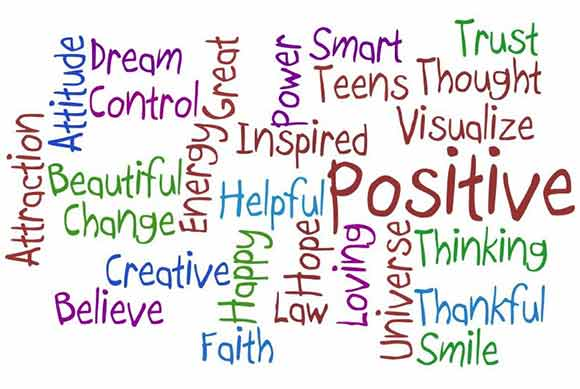 Attitude
Dream
Control
Great
Power
Smart
Trust
Teens
Thought
Attraction
Energy
Inspired
Visualize
Beautiful
Change
Helpful
Positive
Creative
Believe
Happy
Hope
Law
Loving
Universe
Thinking
Thankful
Faith
Smile